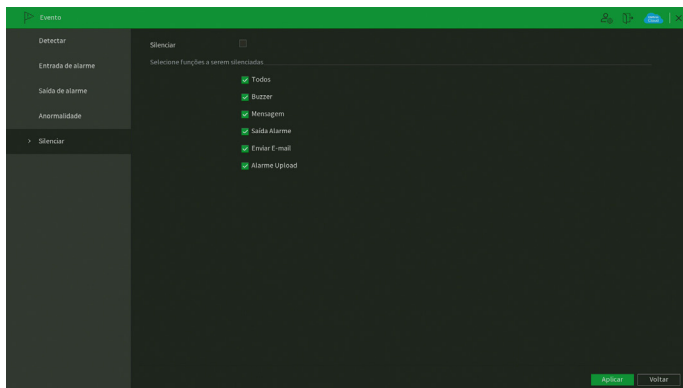 Evento
Detectar
Entrada de alarme
Saída de alarme
Anormalidade
Silenciar
Silenciar
Selecione funções a serem silenciadas
Todos
Buzzer
Mensagem
Saída Alarme
Enviar E-mail
Alarme Upload
Aplicar
Voltar